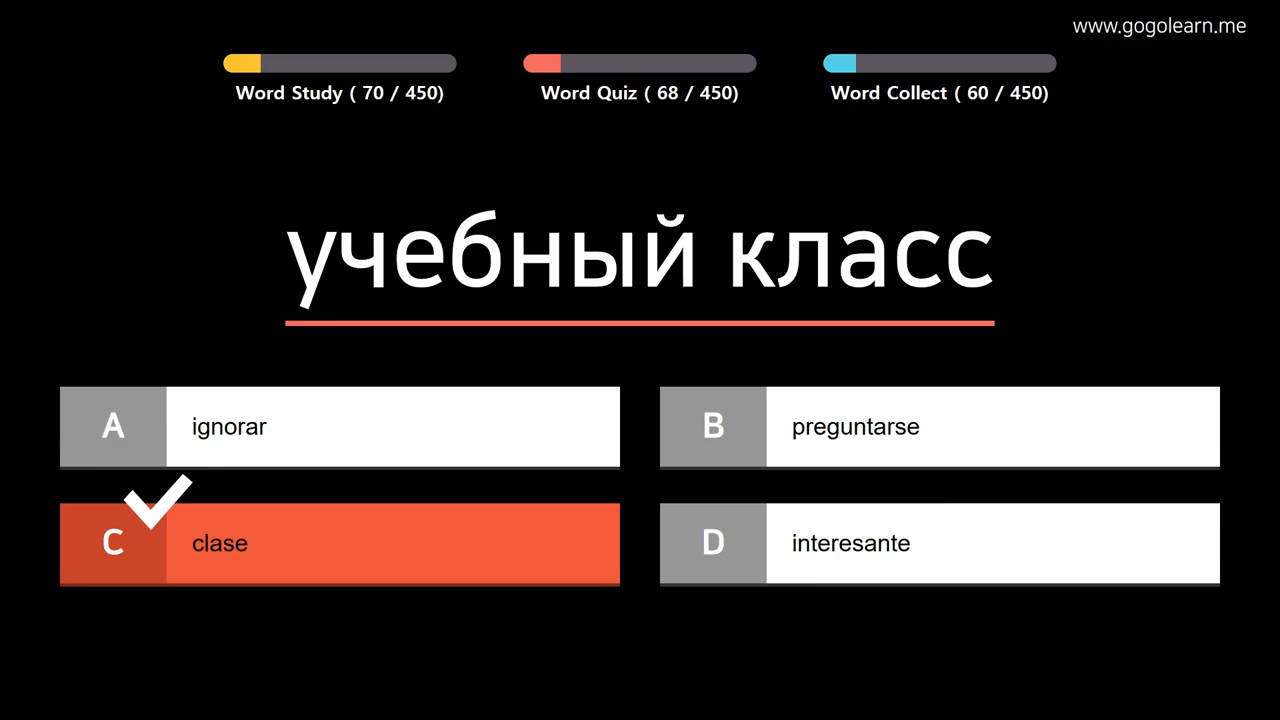 www.gogolearn.me
Word Study ( 70 / 450)
Word Quiz ( 68 / 450)
Word Collect ( 60 / 450)
учебный класс
A ignorar
B preguntarse
C clase
D interesante